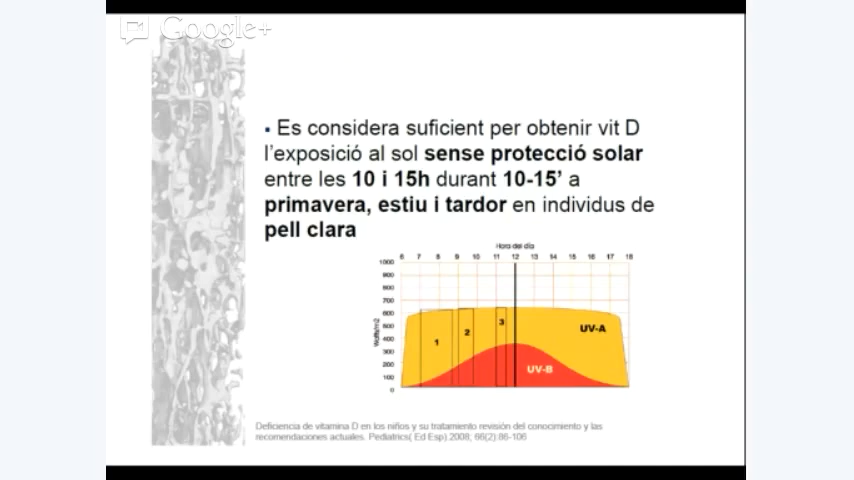 Google+
▪ Es considera suficient per obtenir vit D
l'exposició al sol sense protecció solar
entre les 10 i 15h durant 10-15' a
primavera, estiu i tardor en individus de
pell clara
Hora del día
6 7 8 9 10 11 12 13 14 15 16 17 18
1000
900
800
700
600
500
400
300
200
100
0
Watts/m2
1
2
3
UV-A
UV-B
Deficiencia de vitamina D en los niños y su tratamiento revisión del conocimiento y las
recomendaciones actuales. Pediatrics( Ed Esp) 2008; 66(2):86-106